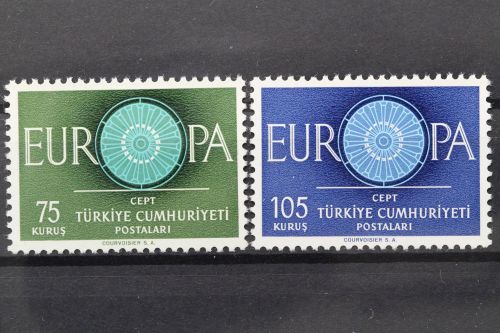 EUROPA
CEPT
75 TÜRKİYE CUMHURİYETİ
KURUŞ POSTALARI
COURVOISIER S. A.
EUROPA
CEPT
105 TÜRKİYE CUMHURİYETİ
KURUŞ POSTALARI
COURVOISIER S. A.